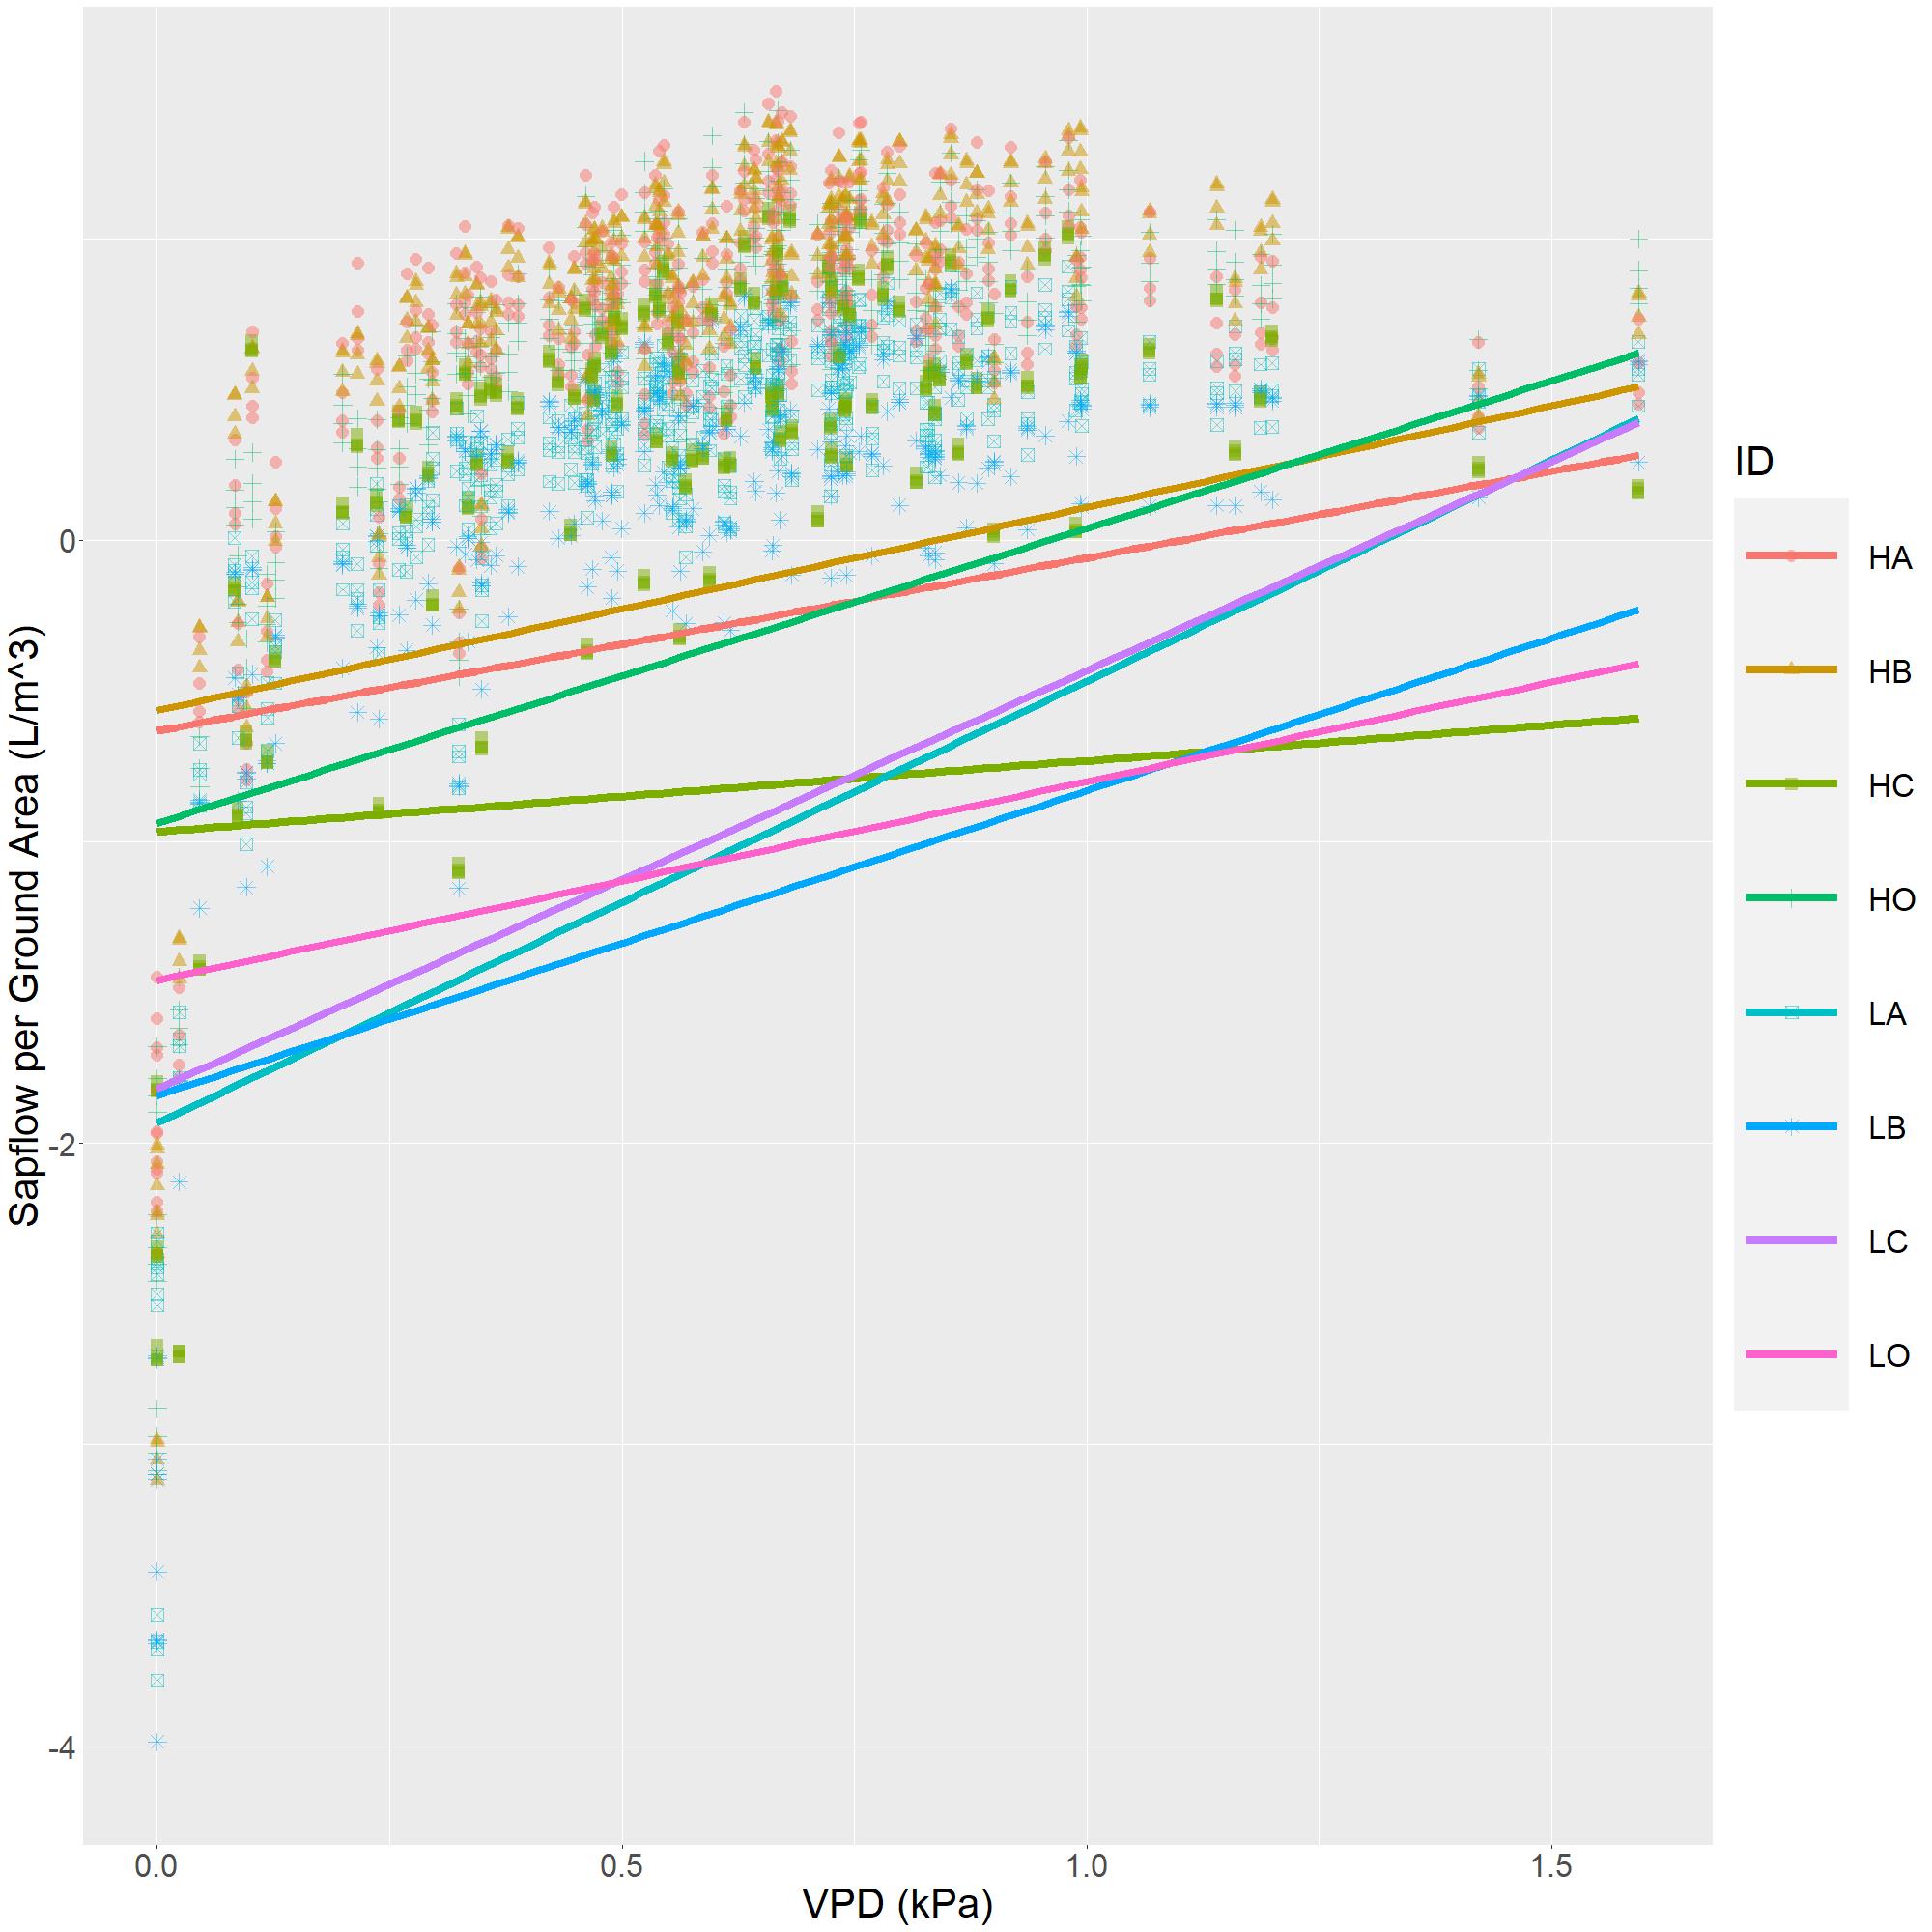 Sapflow per Ground Area (L/m^3)
0
-2
-4
0.0
0.5
1.0
1.5
VPD (kPa)
ID
HA
HB
HC
HO
LA
LB
LC
LO